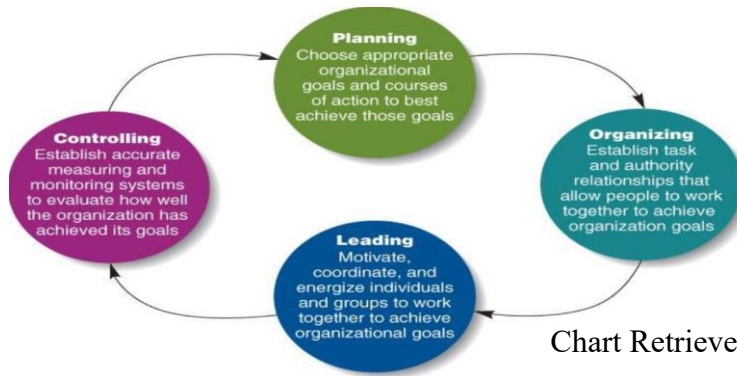 Planning
Choose appropriate
organizational
goals and courses
of action to best
achieve those goals
Organizing
Establish task
and authority
relationships that
allow people to work
together to achieve
organization goals
Leading
Motivate,
coordinate, and
energize individuals
and groups to work
together to achieve
organizational goals
Controlling
Establish accurate
measuring and
monitoring systems
to evaluate how well
the organization has
achieved its goals
Chart Retrieve